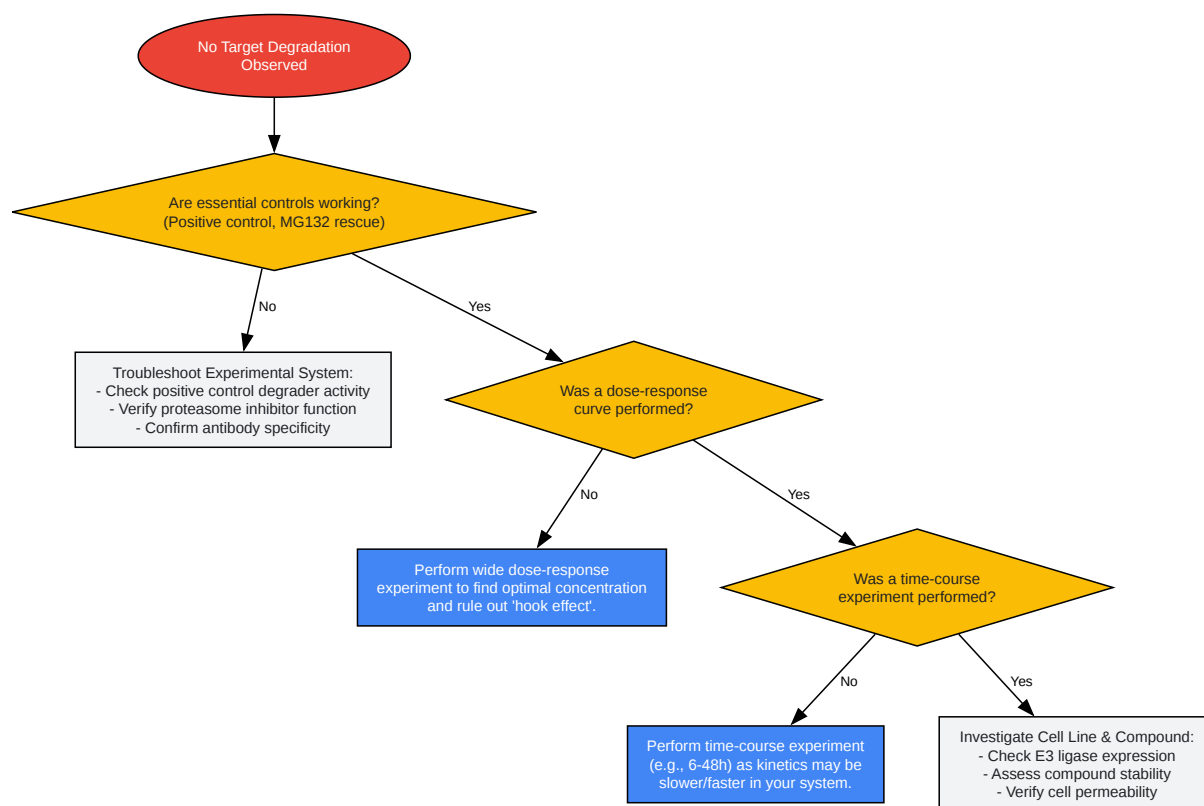 No Target Degradation
Observed
Are essential controls working?
(Positive control, MG132 rescue)
No
Yes
Troubleshoot Experimental System:
- Check positive control degrader activity
- Verify proteasome inhibitor function
- Confirm antibody specificity
Was a dose-response
curve performed?
No
Yes
Perform wide dose-response
experiment to find optimal concentration
and rule out 'hook effect'.
Was a time-course
experiment performed?
No
Yes
Perform time-course experiment
(e.g., 6-48h) as kinetics may be
slower/faster in your system.
Investigate Cell Line & Compound:
- Check E3 ligase expression
- Assess compound stability
- Verify cell permeability